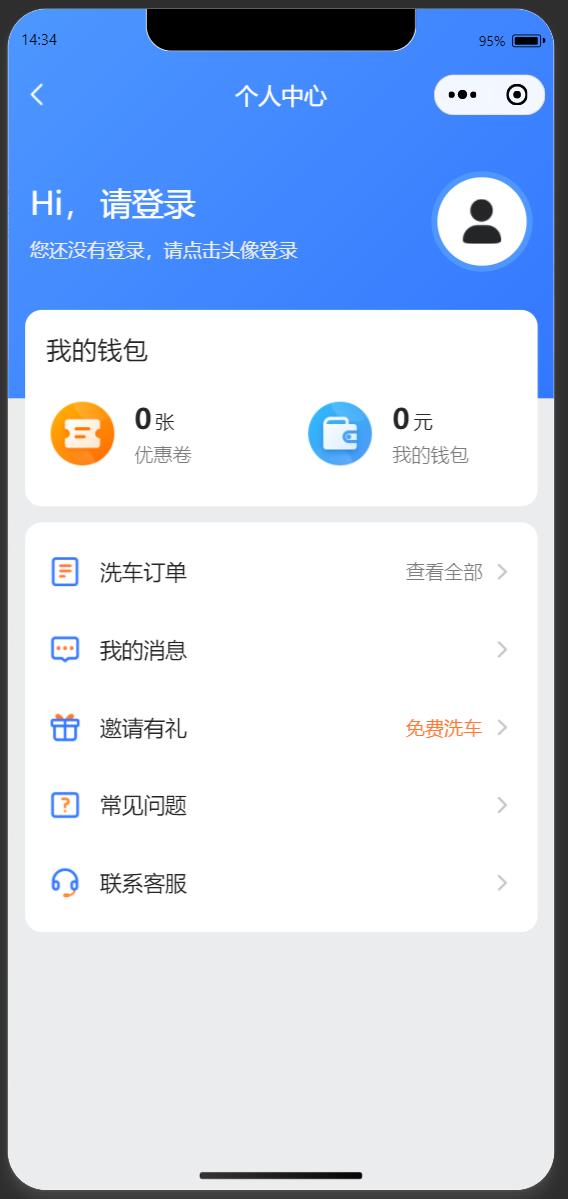 14:34
95%
个人中心
Hi， 请登录
您还没有登录，请点击头像登录
我的钱包
0张
优惠卷
0元
我的钱包
洗车订单 查看全部
我的消息
邀请有礼 免费洗车
常见问题
联系客服